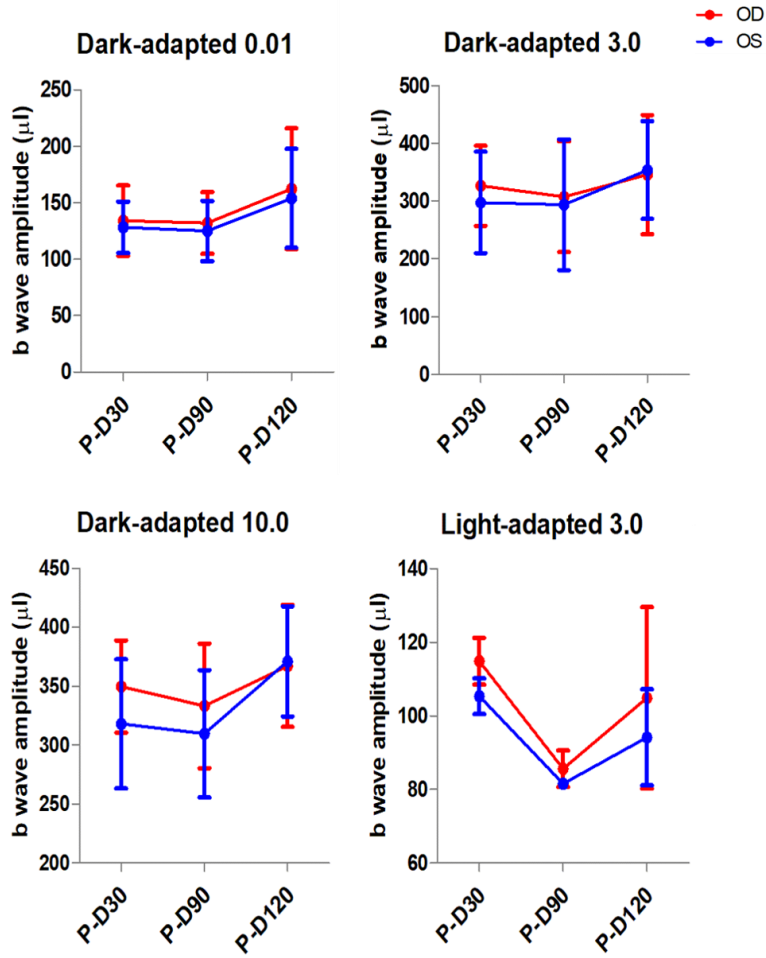 OD
OS
Dark-adapted 0.01
b wave amplitude (μl)
250
200
150
100
50
0
P-D30
P-D90
P-D120
Dark-adapted 3.0
b wave amplitude (μl)
500
400
300
200
100
0
P-D30
P-D90
P-D120
Dark-adapted 10.0
b wave amplitude (μl)
450
400
350
300
250
200
P-D30
P-D90
P-D120
Light-adapted 3.0
b wave amplitude (μl)
140
120
100
80
60
P-D30
P-D90
P-D120